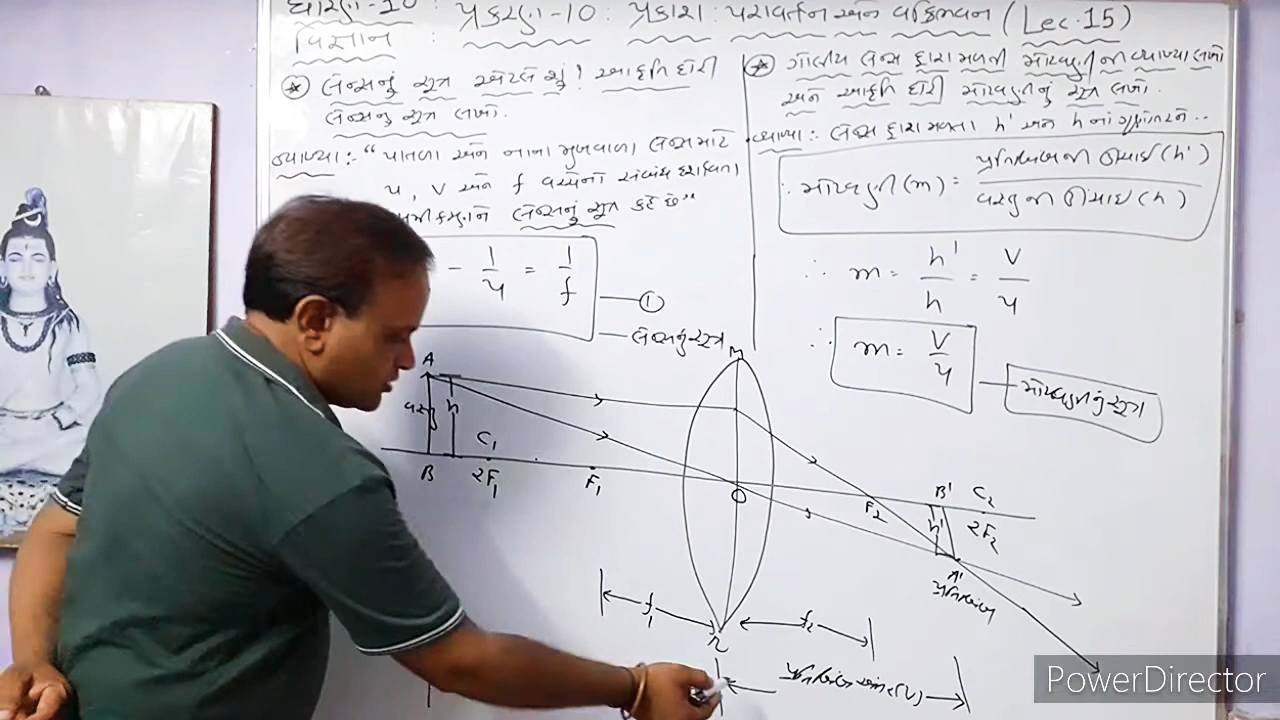 ધોરણ-10 : પ્રકરણ-10 : પ્રકાશ : પરાવર્તન અને વક્રીભવન (Lec.15)
વિજ્ઞાન :
લેન્સનું સૂત્ર એટલે શું? આકૃતિ દોરી
લેન્સનું સૂત્ર લખો.
વ્યાખ્યા :- "પાતળા અને નાના મુખવાળા લેન્સ માટે
u, v અને f વચ્ચેનો સંબંધ દર્શાવતા
લેન્સનું સૂત્ર કહે છે"
- 1/u = 1/f
①
લેન્સનું સૂત્ર
ગોલીય લેન્સ દ્વારા મળતી મોટવણીની વ્યાખ્યા લખો
અને આકૃતિ દોરી મોટવણીનું સૂત્ર લખો.
વ્યાખ્યા :- લેન્સ દ્વારા મળતા h' અને h ના ગુણોત્તરને ..
∴ મોટવણી (m) = પ્રતિબિંબની ઊંચાઈ (h') / વસ્તુની ઊંચાઈ (h)
∴ m = h'/h = v/u
∴ m = v/u
મોટવણીનું સૂત્ર
A
વસ્તુ h
B
C1
2F1
F1
M
O
N
F2
B'
C2
2F2
h'
A'
પ્રતિબિંબ
f1
f2
પ્રતિબિંબ અંતર (v)
PowerDirector